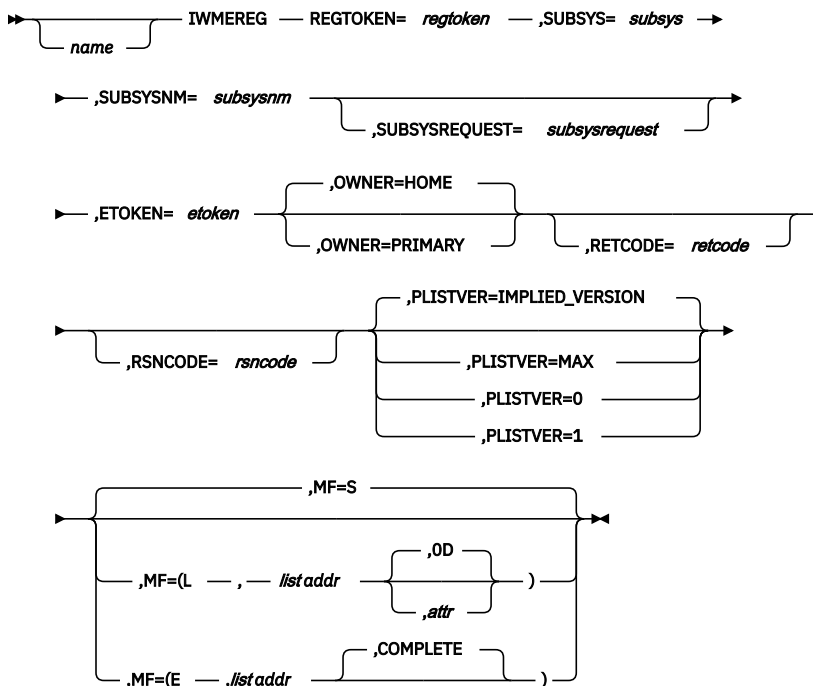 IWMEREG REGTOKEN= regtoken ,SUBSYS= subsys
name
,SUBSYSNM= subsysnm
,SUBSYSREQUEST= subsysrequest
,OWNER=HOME
,ETOKEN= etoken
,OWNER=PRIMARY
,RETCODE= retcode
,PLISTVER=IMPLIED_VERSION
,RSNCODE= rsncode
,PLISTVER=MAX
,PLISTVER=0
,PLISTVER=1
,MF=S
,0D
,MF=(L , list addr )
,attr
,COMPLETE
,MF=(E ,list addr )